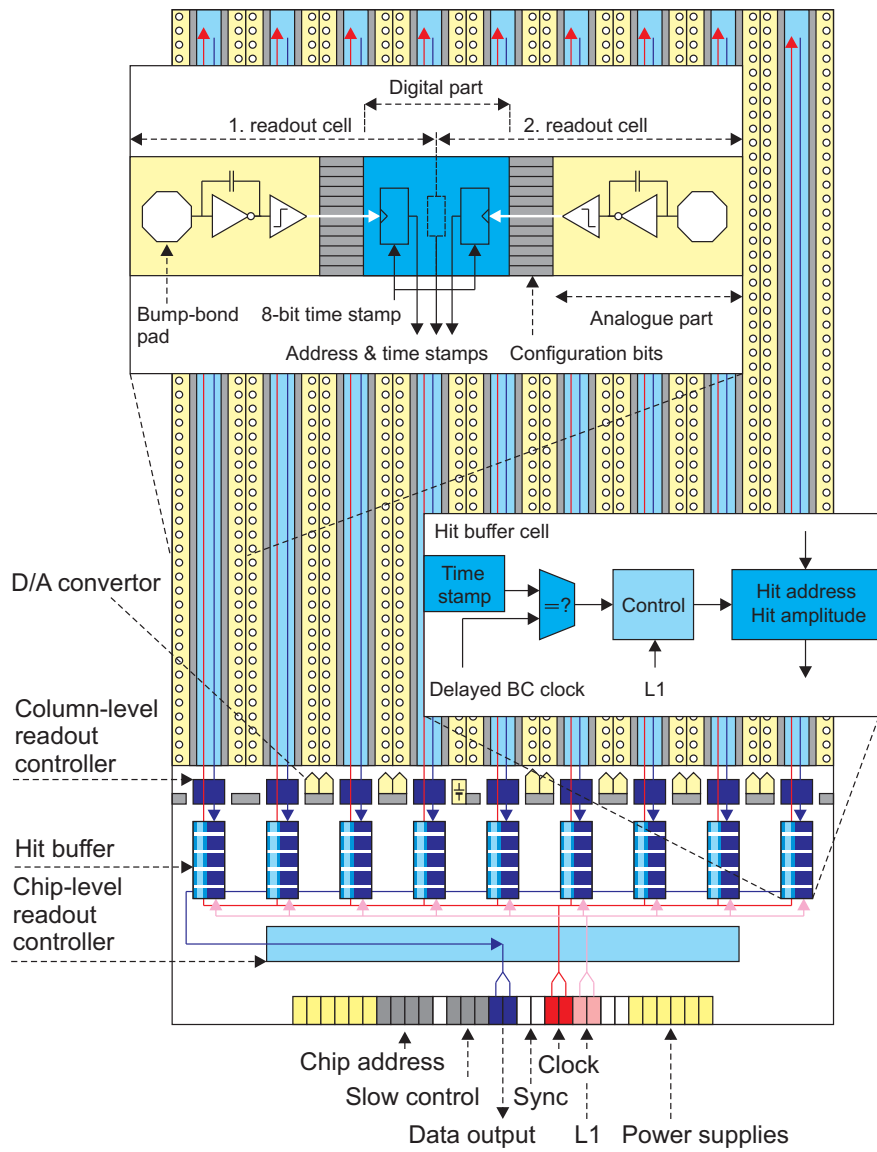 Digital part
1. readout cell
2. readout cell
Bump-bond
pad
8-bit time stamp
Analogue part
Address & time stamps
Configuration bits
Hit buffer cell
Time
stamp
=?
Control
Hit address
Hit amplitude
Delayed BC clock
L1
D/A convertor
Column-level
readout
controller
Hit buffer
Chip-level
readout
controller
Chip address
Clock
Slow control
Sync
Data output
L1
Power supplies